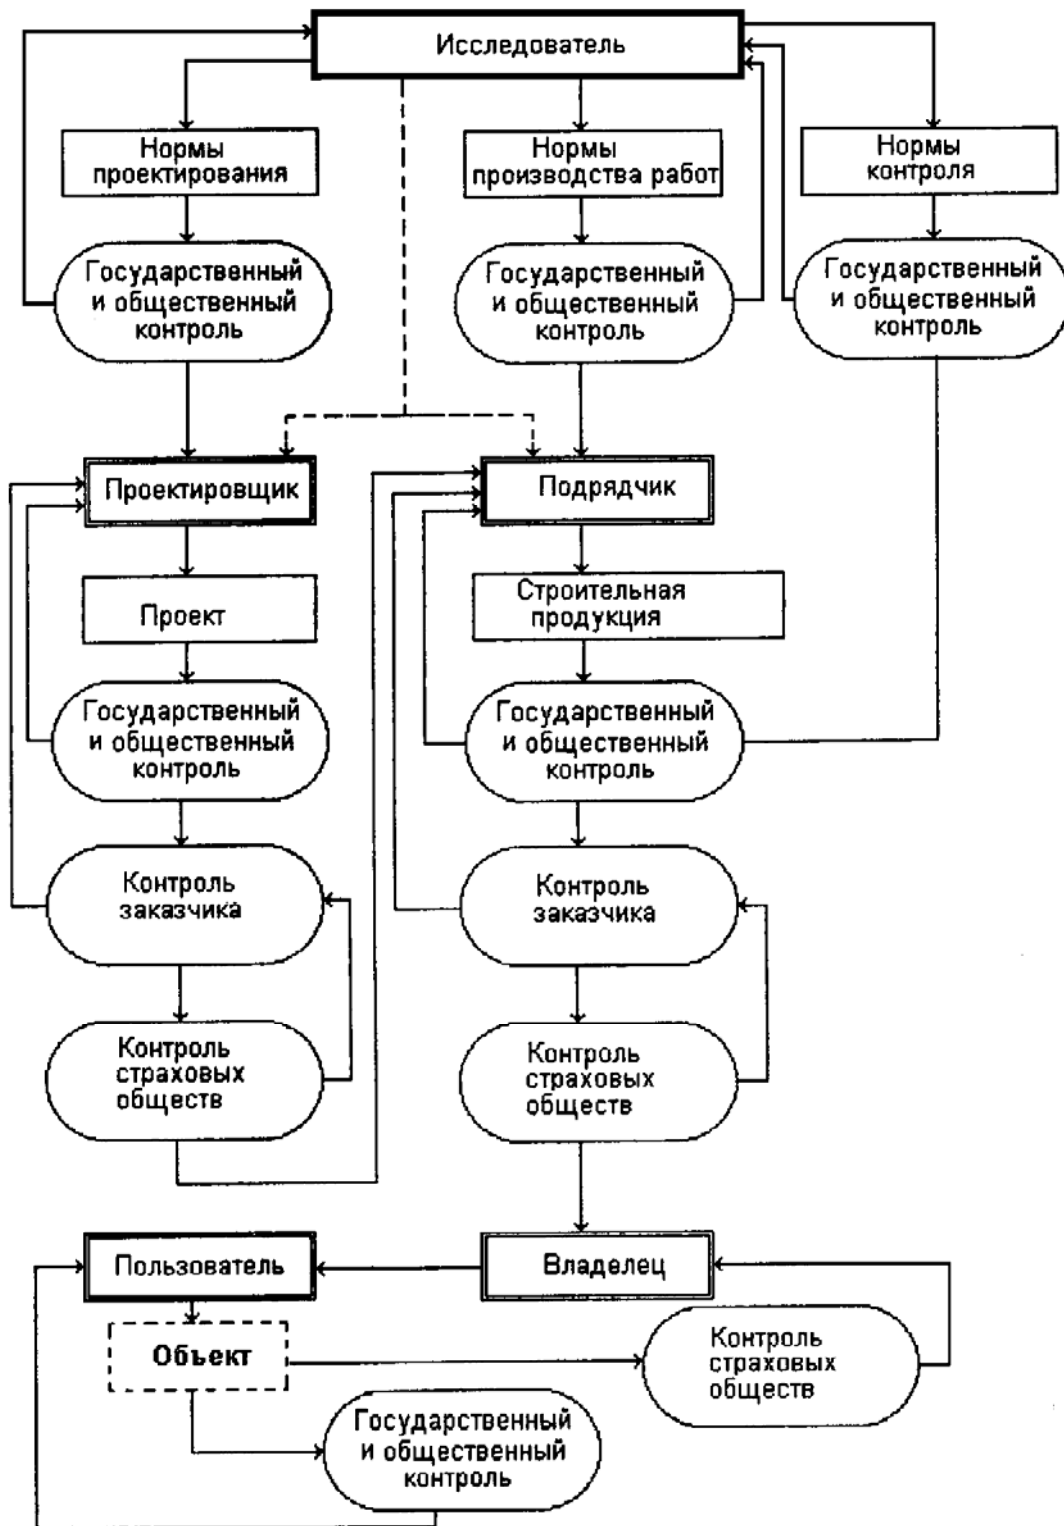 Исследователь
Нормы
проектирования
Нормы
производства работ
Нормы
контроля
Государственный
и общественный
контроль
Государственный
и общественный
контроль
Государственный
и общественный
контроль
Проектировщик
Подрядчик
Проект
Строительная
продукция
Государственный
и общественный
контроль
Государственный
и общественный
контроль
Контроль
заказчика
Контроль
заказчика
Контроль
страховых
обществ
Контроль
страховых
обществ
Пользователь
Владелец
Объект
Контроль
страховых
обществ
Государственный
и общественный
контроль